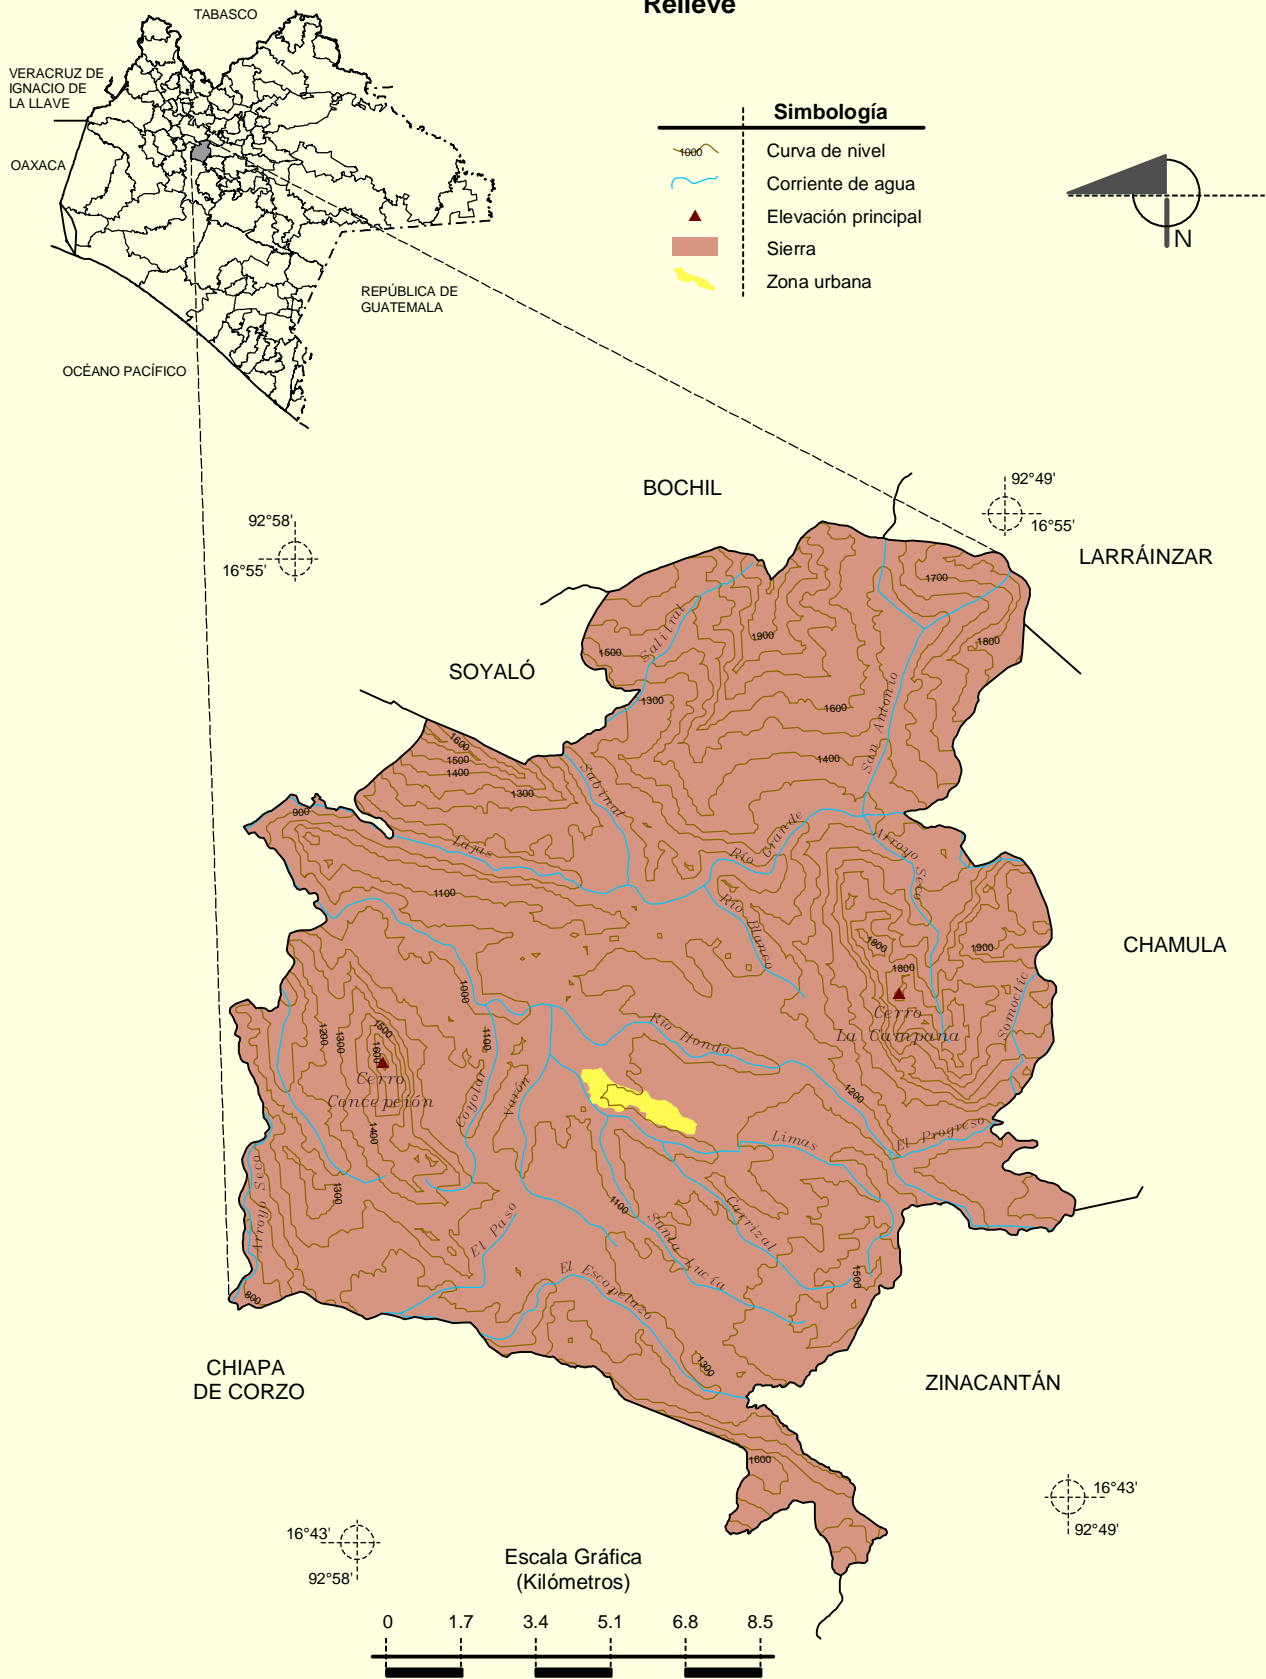 Relieve
TABASCO
VERACRUZ DE
IGNACIO DE
LA LLAVE
OAXACA
REPÚBLICA DE
GUATEMALA
OCÉANO PACÍFICO
Simbología
1000
Curva de nivel
Corriente de agua
Elevación principal
Sierra
Zona urbana
N
BOCHIL
92°49'
16°55'
92°58'
16°55'
LARRÁINZAR
SOYALÓ
CHAMULA
1700
1800
1900
1500
Salitral
1300
1600
San Antonio
1400
1600
1500
1400
1300
Sabinal
900
Lajas
Río Grande
Arroyo Seco
1100
Río Blanco
1800
1900
1800
Cerro
La Campana
Somoctic
1000
1200
1300
1500
1600
1100
Río Hondo
Cerro
Concepción
Coyolar
Varón
1200
El Progreso
Limas
1400
1300
Arroyo Seco
El Paso
1100
Santa Lucía
Carrizal
1500
El Escopetazo
800
1300
1600
CHIAPA
DE CORZO
ZINACANTÁN
16°43'
92°49'
16°43'
92°58'
Escala Gráfica
(Kilómetros)
0 1.7 3.4 5.1 6.8 8.5